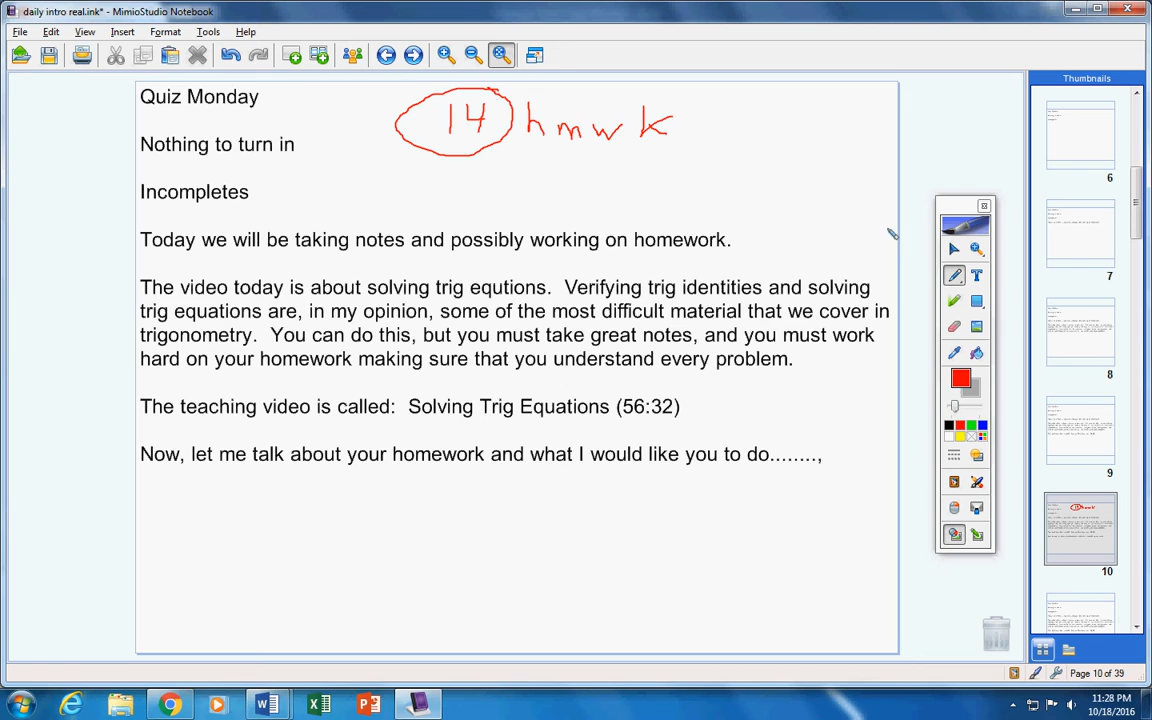 daily intro real.ink* - MimioStudio Notebook
File Edit View Insert Format Tools Help
Quiz Monday
14 hmwk
Nothing to turn in
Incompletes
Today we will be taking notes and possibly working on homework.
The video today is about solving trig equtions. Verifying trig identities and solving
trig equations are, in my opinion, some of the most difficult material that we cover in
trigonometry. You can do this, but you must take great notes, and you must work
hard on your homework making sure that you understand every problem.
The teaching video is called: Solving Trig Equations (56:32)
Now, let me talk about your homework and what I would like you to do........,
Thumbnails
6
7
8
9
10
Page 10 of 39
11:28 PM
10/18/2016